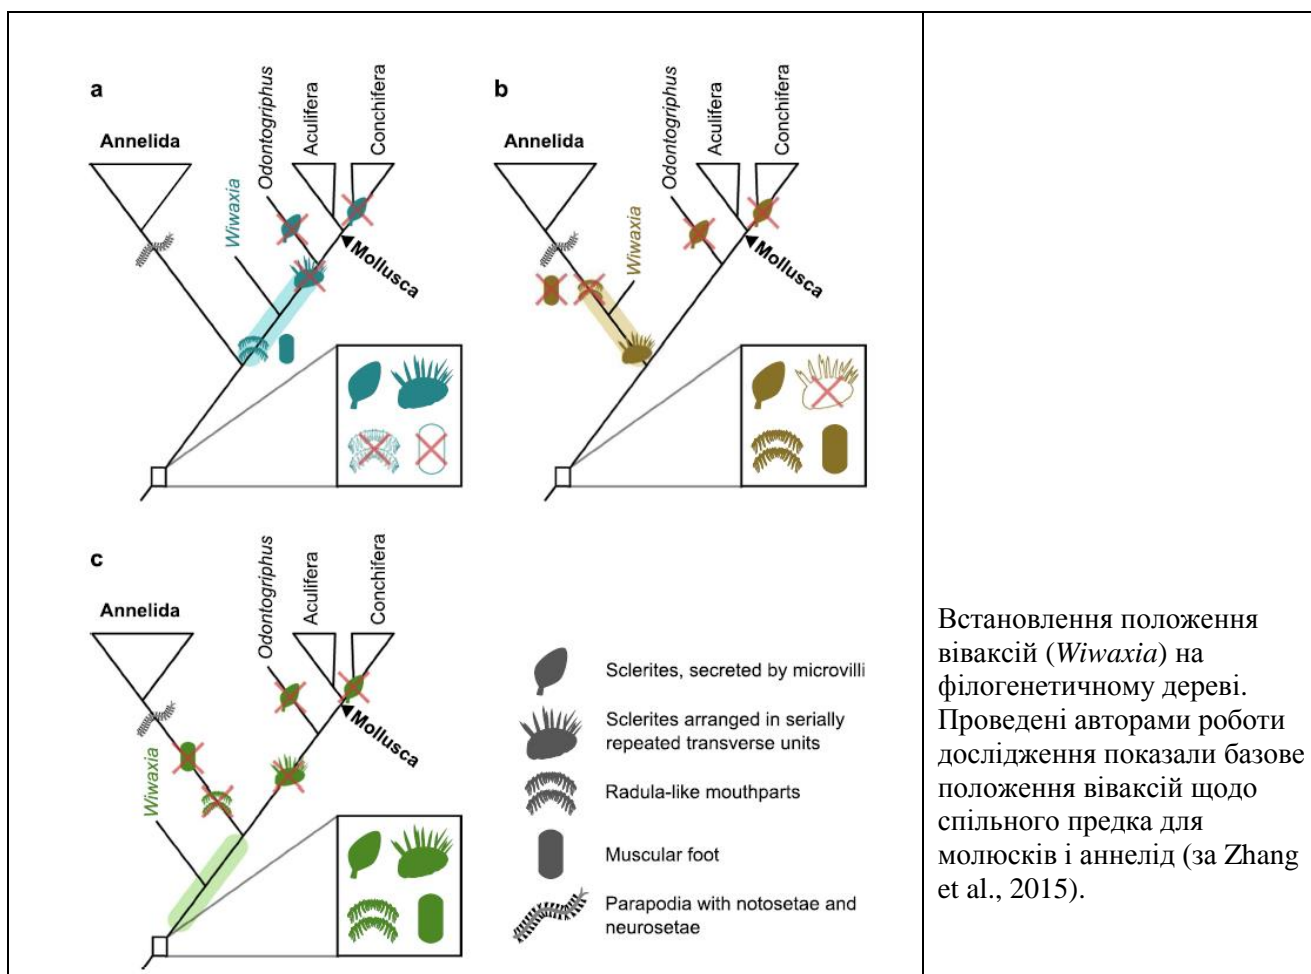 a
Annelida
Wiwaxia
Odontogriphus
Aculifera
Conchifera
Mollusca
b
Annelida
Wiwaxia
Odontogriphus
Aculifera
Conchifera
Mollusca
c
Annelida
Wiwaxia
Odontogriphus
Aculifera
Conchifera
Mollusca
Sclerites, secreted by microvilli
Sclerites arranged in serially
repeated transverse units
Radula-like mouthparts
Muscular foot
Parapodia with notosetae and
neurosetae
Встановлення положення
віваксій (Wiwaxia) на
філогенетичному дереві.
Проведені авторами роботи
дослідження показали базове
положення віваксій щодо
спільного предка для
молюсків і аннелід (за Zhang
et al., 2015).